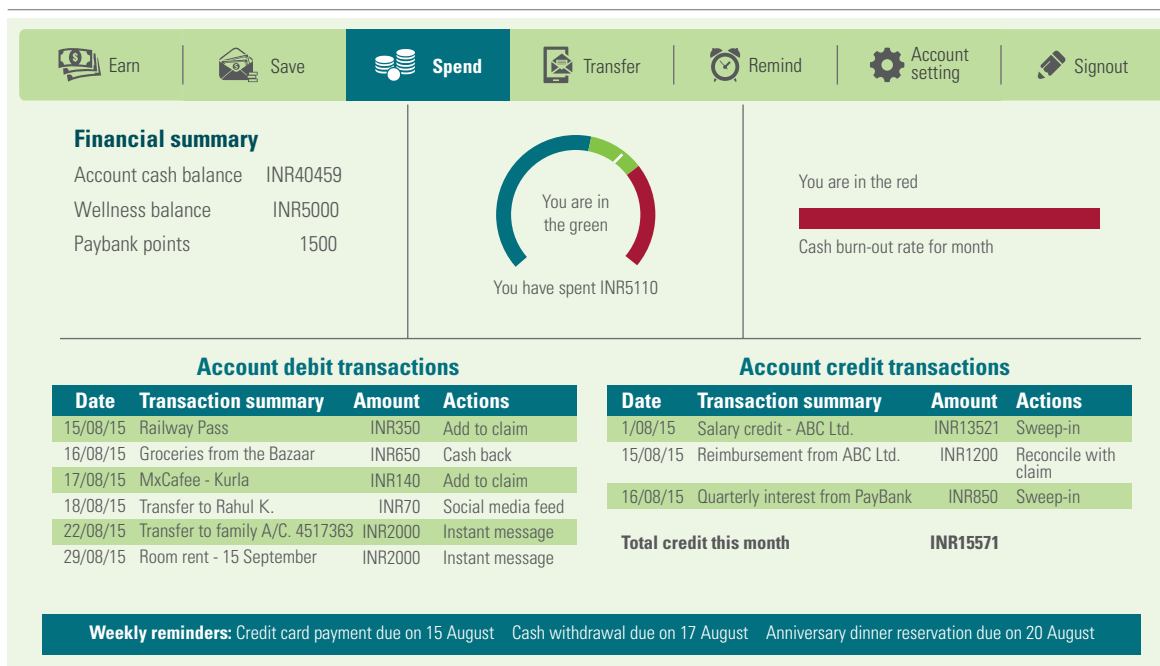 Earn
Save
Spend
Transfer
Remind
Account
setting
Signout
Financial summary
Account cash balance INR40459
Wellness balance INR5000
Paybank points 1500
You are in
the green
You have spent INR5110
You are in the red
Cash burn-out rate for month
Account debit transactions
Date Transaction summary Amount Actions
15/08/15 Railway Pass INR350 Add to claim
16/08/15 Groceries from the Bazaar INR650 Cash back
17/08/15 MxCafee - Kurla INR140 Add to claim
18/08/15 Transfer to Rahul K. INR70 Social media feed
22/08/15 Transfer to family A/C. 4517363 INR2000 Instant message
29/08/15 Room rent - 15 September INR2000 Instant message
Account credit transactions
Date Transaction summary Amount Actions
1/08/15 Salary credit - ABC Ltd. INR13521 Sweep-in
15/08/15 Reimbursement from ABC Ltd. INR1200 Reconcile with
claim
16/08/15 Quarterly interest from PayBank INR850 Sweep-in
Total credit this month INR15571
Weekly reminders: Credit card payment due on 15 August Cash withdrawal due on 17 August Anniversary dinner reservation due on 20 August